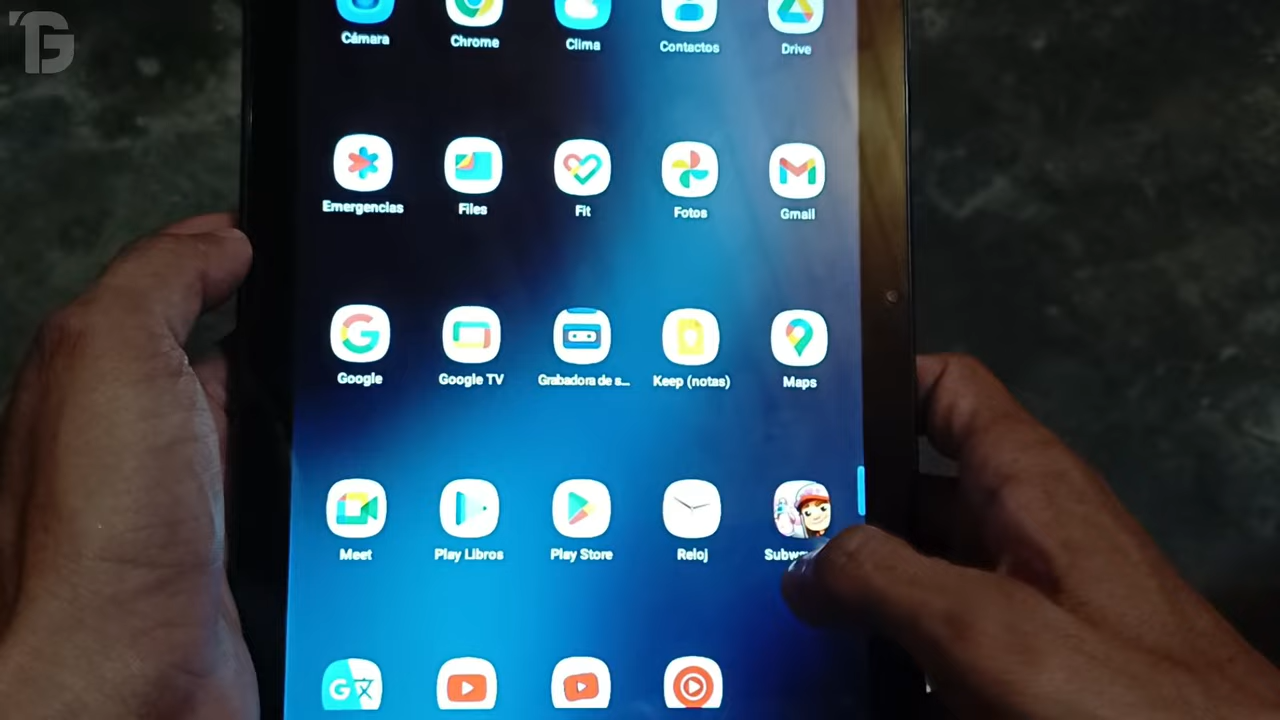 TG
Cámara Chrome Clima Contactos Drive
Emergencias Files Fit Fotos Gmail
Google Google TV Grabadora de s... Keep (notas) Maps
Meet Play Libros Play Store Reloj